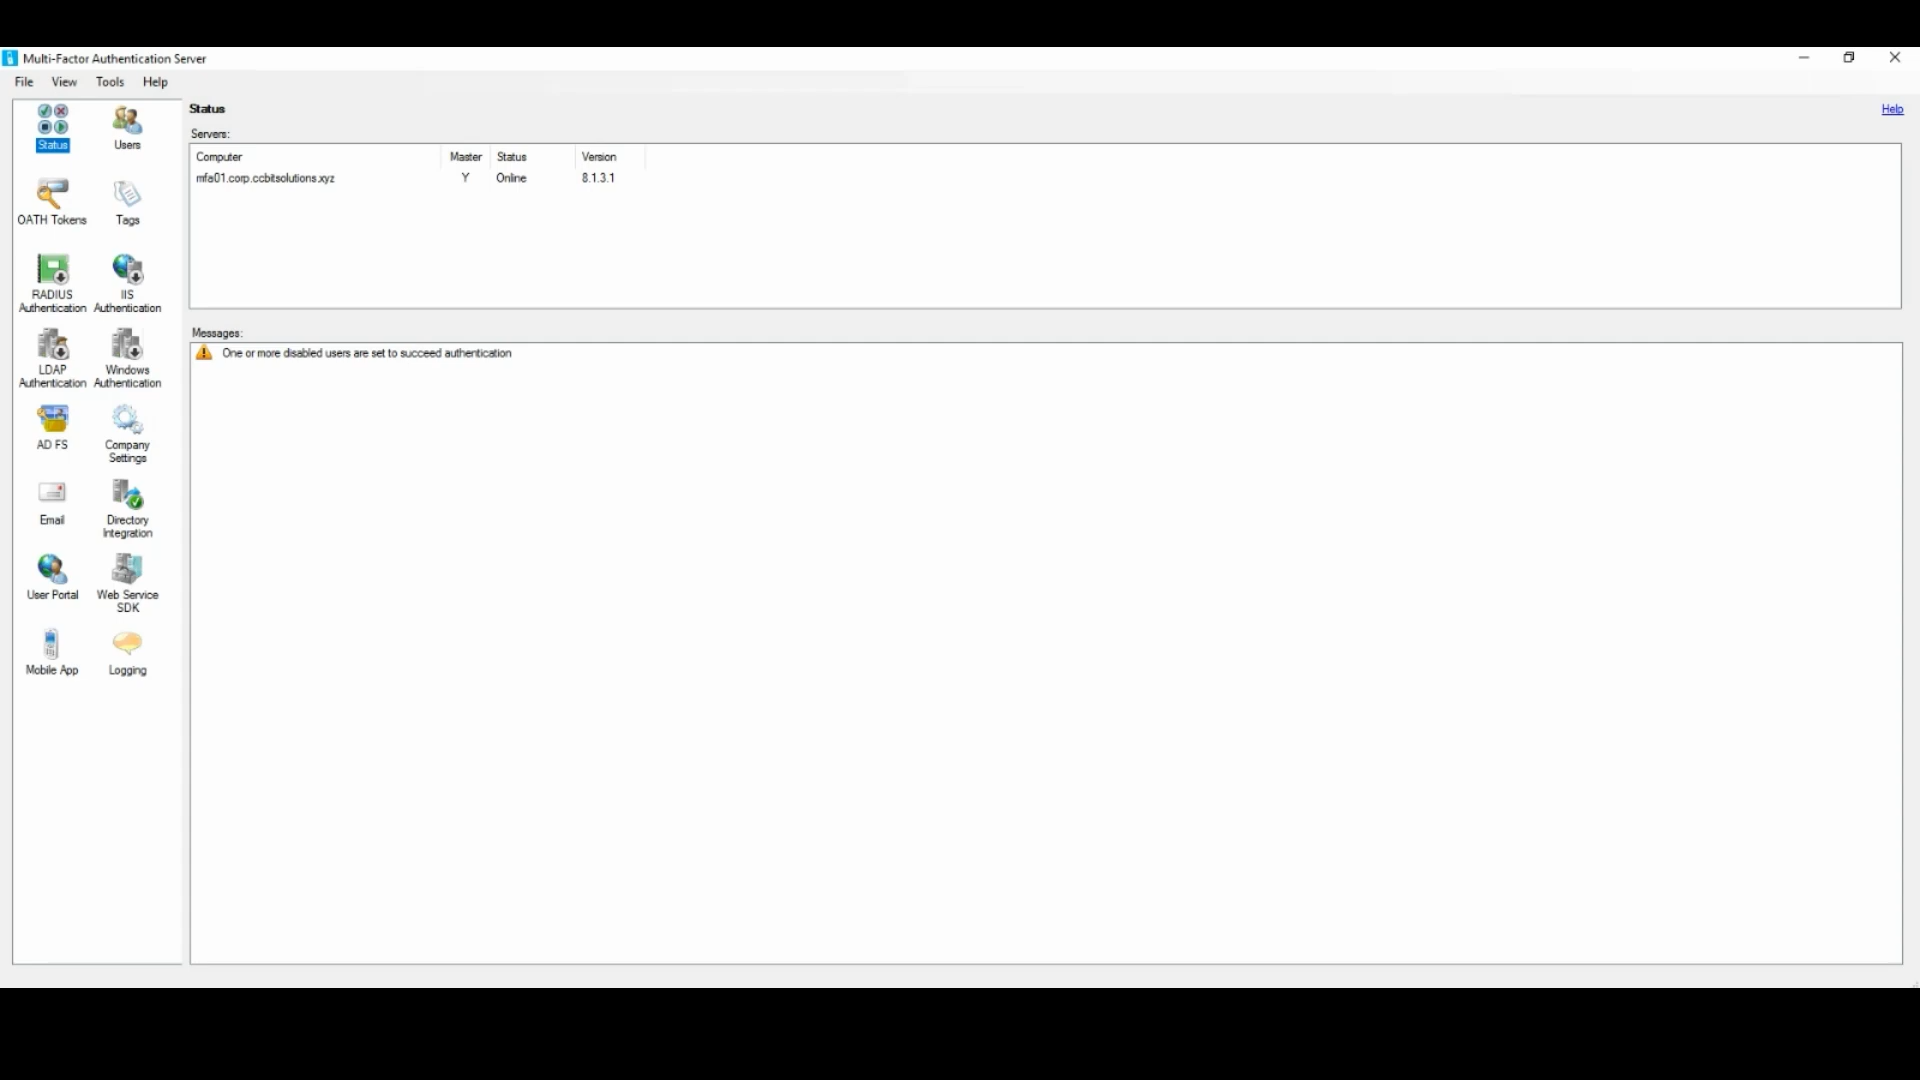 Multi-Factor Authentication Server
File View Tools Help
Status
Users
OATH Tokens
Tags
RADIUS
Authentication
IIS
Authentication
LDAP
Authentication
Windows
Authentication
AD FS
Company
Settings
Email
Directory
Integration
User Portal
Web Service
SDK
Mobile App
Logging
Status
Help
Servers:
Computer Master Status Version
mfa01.corp.ccbitsolutions.xyz Y Online 8.1.3.1
Messages:
One or more disabled users are set to succeed authentication